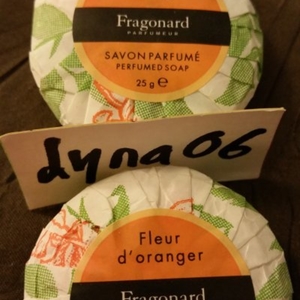 Fragonard
PARFUMEUR
SAVON PARFUMÉ
PERFUMED SOAP
25 g e
dyna06
Fleur
d'oranger
Fragonard